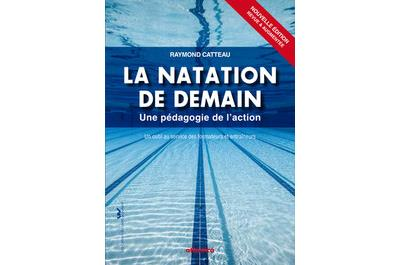 NOUVELLE ÉDITION
REVUE & AUGMENTÉE
RAYMOND CATTEAU
LA NATATION
DE DEMAIN
Une pédagogie de l'action
Un outil au service des formateurs et entraîneurs